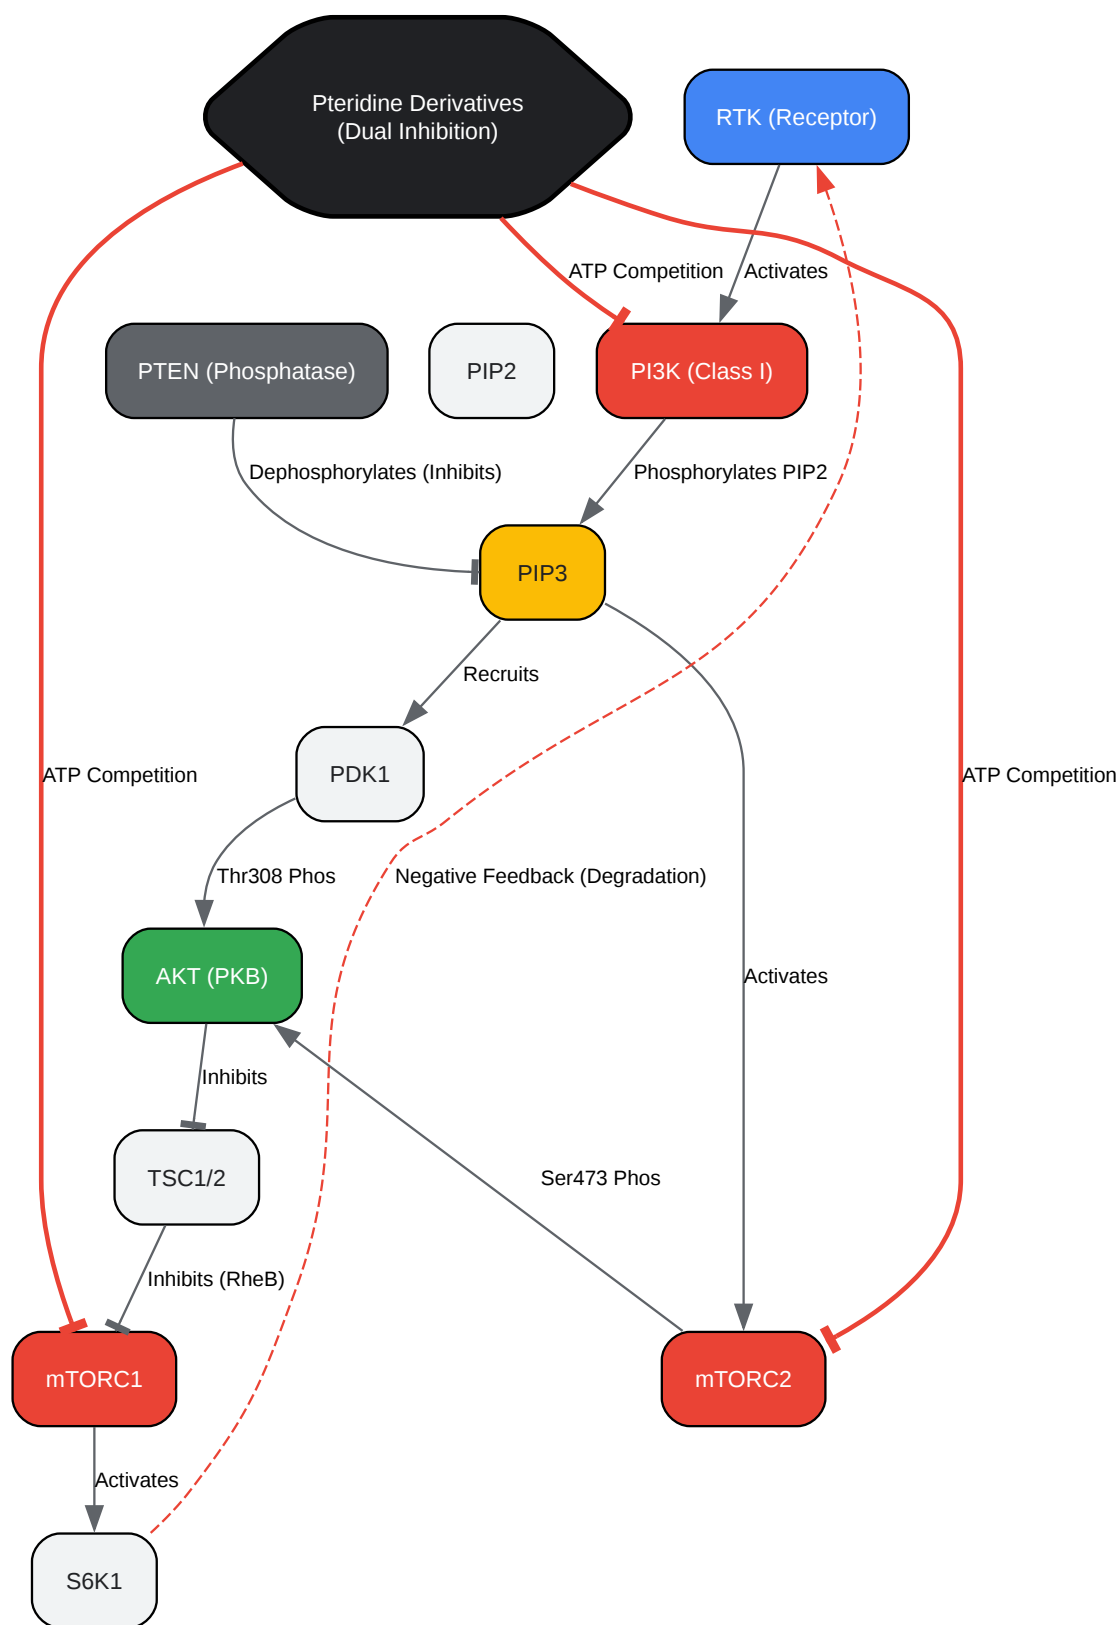 Pteridine Derivatives
(Dual Inhibition)
RTK (Receptor)
ATP Competition
Activates
PTEN (Phosphatase)
PIP2
PI3K (Class I)
Dephosphorylates (Inhibits)
Phosphorylates PIP2
PIP3
Recruits
PDK1
ATP Competition
ATP Competition
Thr308 Phos
Negative Feedback (Degradation)
AKT (PKB)
Activates
Inhibits
TSC1/2
Ser473 Phos
Inhibits (RheB)
mTORC1
mTORC2
Activates
S6K1